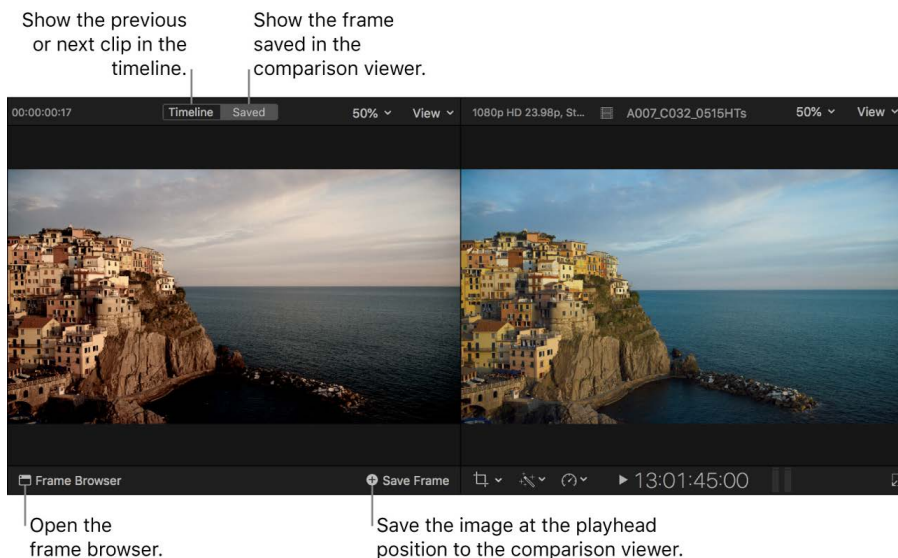 Show the previous
or next clip in the
timeline.
Show the frame
saved in the
comparison viewer.
00:00:00:17
Timeline
Saved
50%
View
1080p HD 23.98p, St...
A007_C032_0515HTs
50%
View
Frame Browser
Save Frame
13:01:45:00
Open the
frame browser.
Save the image at the playhead
position to the comparison viewer.